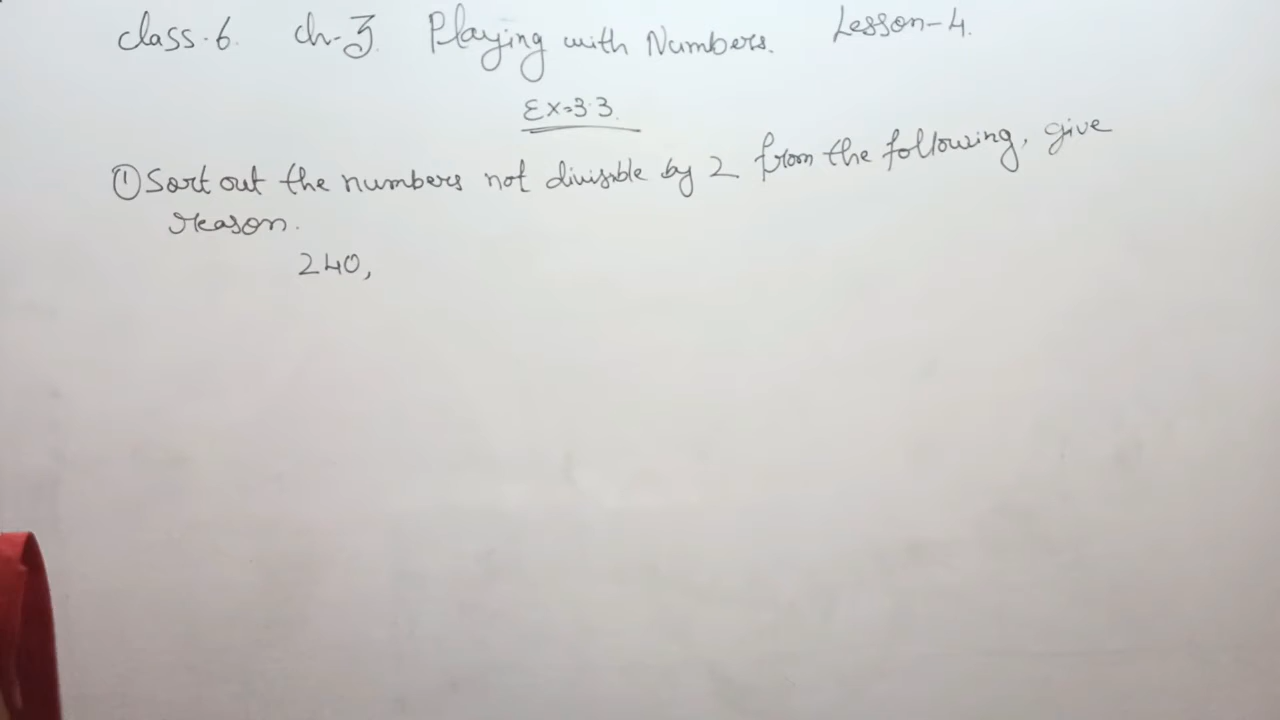 class-6. ch-3. Playing with Numbers. Lesson-4.
Ex=3.3.
① Sort out the numbers not divisible by 2 from the following, give
reason.
240,